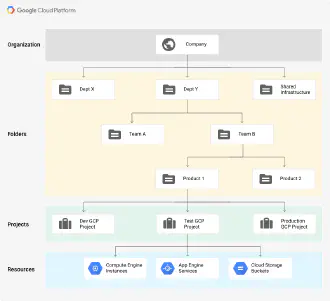 Google Cloud Platform
Organization
Company
Folders
Dept X
Dept Y
Shared
Infrastructure
Team A
Team B
Product 1
Product 2
Projects
Dev GCP
Project
Test GCP
Project
Production
GCP Project
Resources
Compute Engine
Instances
App Engine
Services
Cloud Storage
Buckets